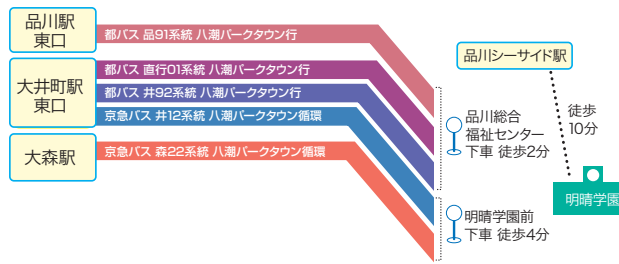 品川駅
東口
都バス 品91系統 八潮パークタウン行
大井町駅
東口
都バス 直行01系統 八潮パークタウン行
都バス 井92系統 八潮パークタウン行
京急バス 井12系統 八潮パークタウン循環
大森駅
京急バス 森22系統 八潮パークタウン循環
品川総合
福祉センター
下車 徒歩2分
明晴学園前
下車 徒歩4分
品川シーサイド駅
徒歩
10分
明晴学園